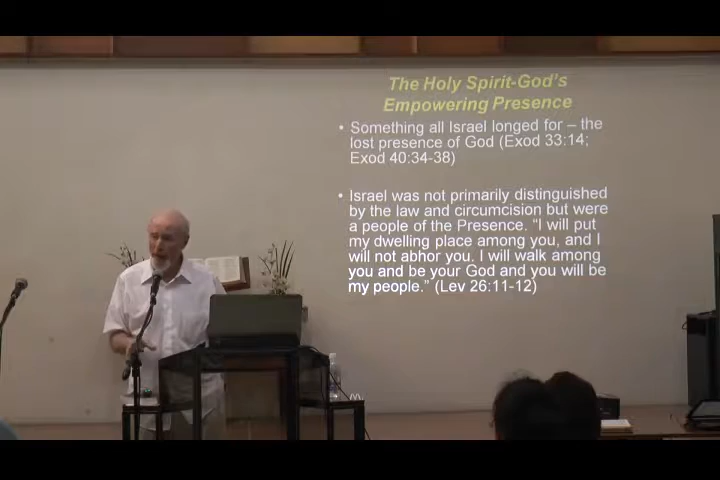 The Holy Spirit-God's
Empowering Presence
• Something all Israel longed for – the
lost presence of God (Exod 33:14;
Exod 40:34-38)
• Israel was not primarily distinguished
by the law and circumcision but were
a people of the Presence. "I will put
my dwelling place among you, and I
will not abhor you. I will walk among
you and be your God and you will be
my people." (Lev 26:11-12)